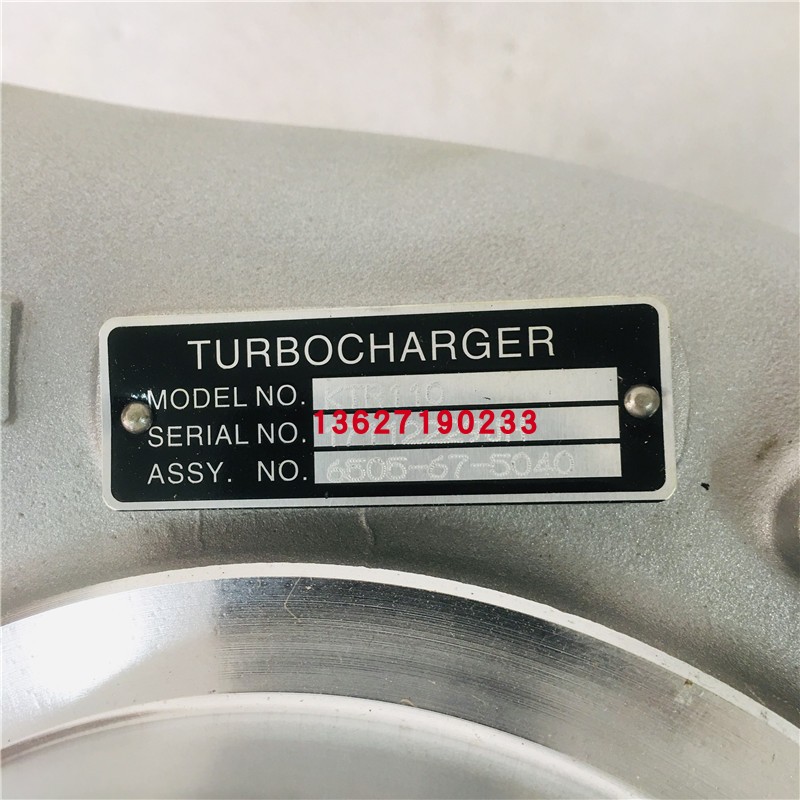 TURBOCHARGER
MODEL NO. KTR110
13627190233
SERIAL NO.
ASSY. NO. 6505-67-5040